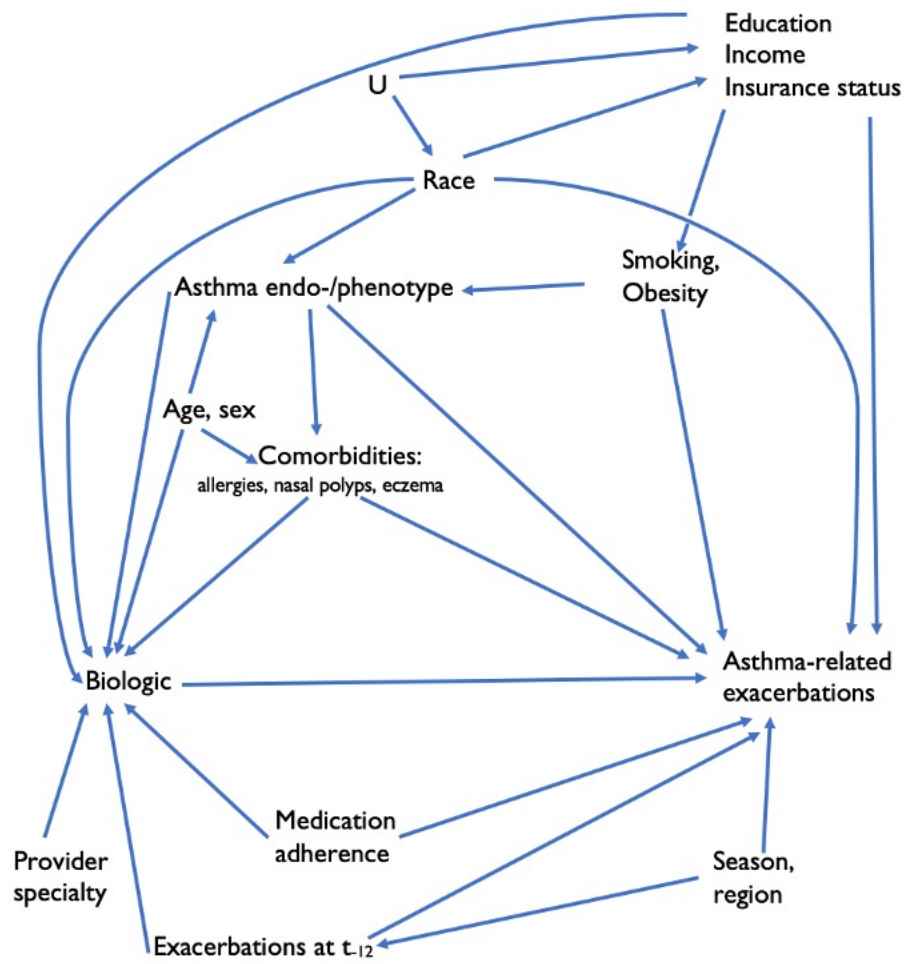 Education
Income
Insurance status
U
Race
Smoking,
Obesity
Asthma endo-/phenotype
Age, sex
Comorbidities:
allergies, nasal polyps, eczema
Biologic
Asthma-related
exacerbations
Medication
adherence
Provider
specialty
Season,
region
Exacerbations at t-12